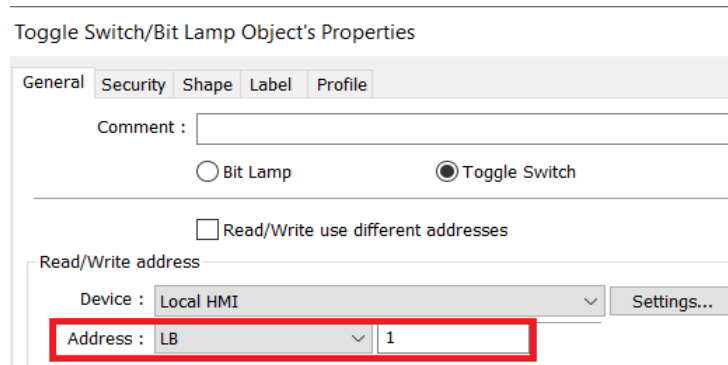 Toggle Switch/Bit Lamp Object's Properties
General Security Shape Label Profile
Comment :
Bit Lamp Toggle Switch
Read/Write use different addresses
Read/Write address
Device : Local HMI Settings...
Address : LB 1